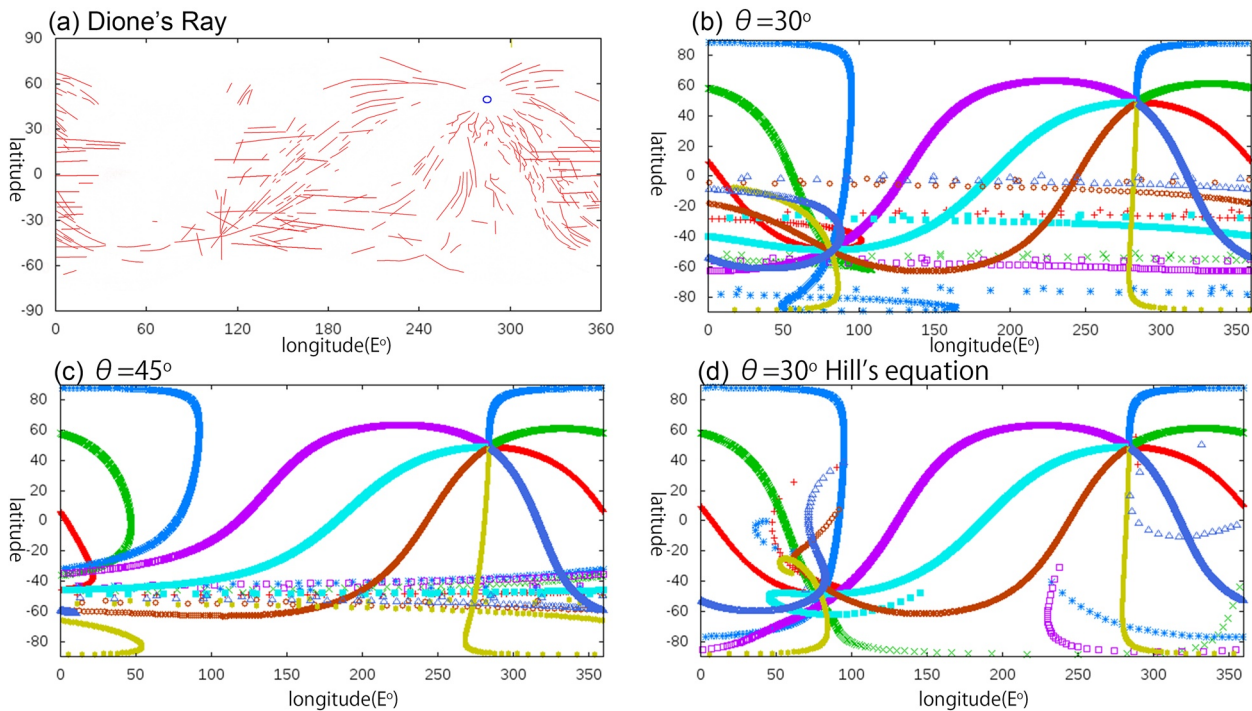 (a) Dione's Ray
90
60
30
0
-30
-60
-90
latitude
0 60 120 180 240 300 360
longitude(E°)
(b) θ=30°
80
60
40
20
0
-20
-40
-60
-80
latitude
0 50 100 150 200 250 300 350
longitude(E°)
(c) θ=45°
80
60
40
20
0
-20
-40
-60
-80
latitude
0 50 100 150 200 250 300 350
longitude(E°)
(d) θ=30° Hill's equation
80
60
40
20
0
-20
-40
-60
-80
latitude
0 50 100 150 200 250 300 350
longitude(E°)